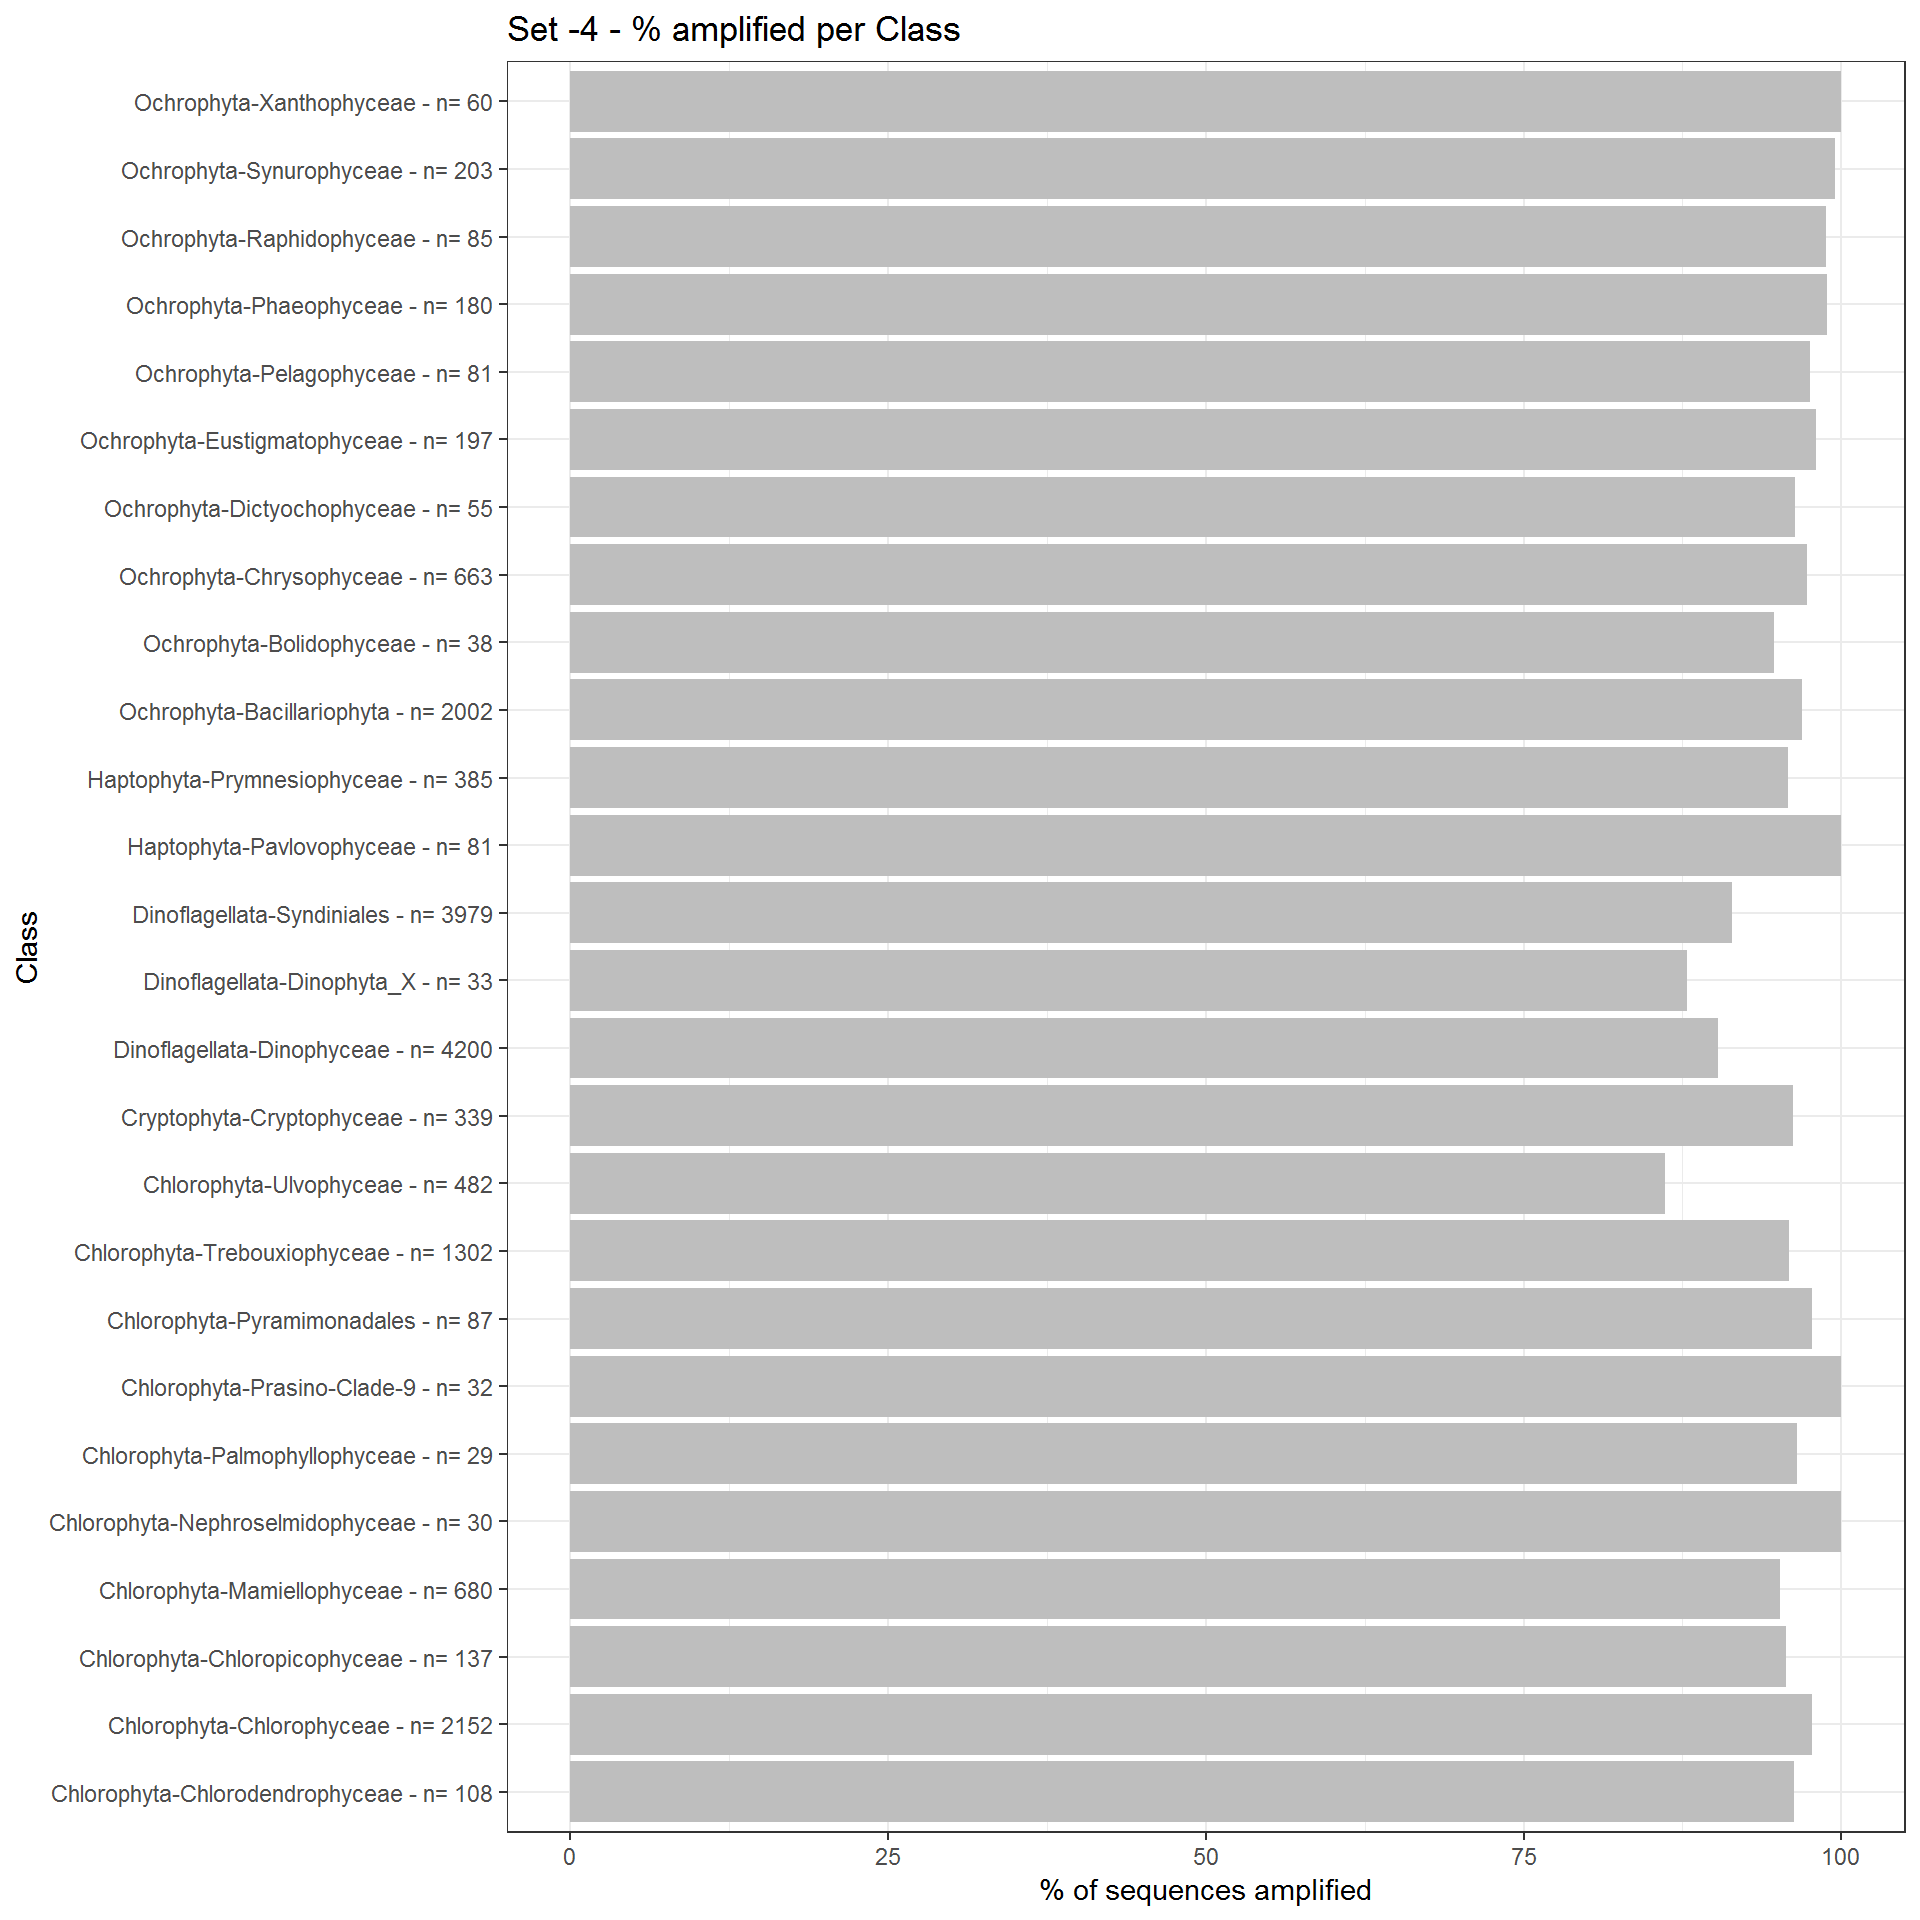 Set -4 - % amplified per Class
Class
Ochrophyta-Xanthophyceae - n= 60
Ochrophyta-Synurophyceae - n= 203
Ochrophyta-Raphidophyceae - n= 85
Ochrophyta-Phaeophyceae - n= 180
Ochrophyta-Pelagophyceae - n= 81
Ochrophyta-Eustigmatophyceae - n= 197
Ochrophyta-Dictyochophyceae - n= 55
Ochrophyta-Chrysophyceae - n= 663
Ochrophyta-Bolidophyceae - n= 38
Ochrophyta-Bacillariophyta - n= 2002
Haptophyta-Prymnesiophyceae - n= 385
Haptophyta-Pavlovophyceae - n= 81
Dinoflagellata-Syndiniales - n= 3979
Dinoflagellata-Dinophyta_X - n= 33
Dinoflagellata-Dinophyceae - n= 4200
Cryptophyta-Cryptophyceae - n= 339
Chlorophyta-Ulvophyceae - n= 482
Chlorophyta-Trebouxiophyceae - n= 1302
Chlorophyta-Pyramimonadales - n= 87
Chlorophyta-Prasino-Clade-9 - n= 32
Chlorophyta-Palmophyllophyceae - n= 29
Chlorophyta-Nephroselmidophyceae - n= 30
Chlorophyta-Mamiellophyceae - n= 680
Chlorophyta-Chloropicophyceae - n= 137
Chlorophyta-Chlorophyceae - n= 2152
Chlorophyta-Chlorodendrophyceae - n= 108
0 25 50 75 100
% of sequences amplified